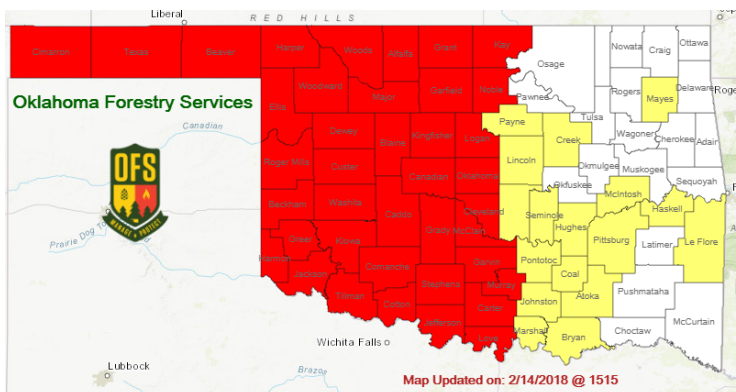 Liberal
RED HILLS
Cimarron
Texas
Beaver
Harper
Woods
Alfalfa
Grant
Kay
Osage
Nowata
Craig
Ottawa
Woodward
Major
Garfield
Noble
Pawnee
Rogers
Mayes
Delaware
Oklahoma Forestry Services
Ellis
Tulsa
Payne
Creek
Wagoner
Cherokee
Adair
Canadian
Dewey
Blaine
Kingfisher
Logan
Lincoln
OFS
MANAGE PROTECT
Roger Mills
Custer
Canadian
Oklahoma
Okmulgee
Muskogee
Okfuskee
Sequoyah
McIntosh
Beckham
Washita
Caddo
Cleveland
Seminole
Haskell
Prairie Dog To
Greer
Kiowa
Grady
McClain
Hughes
Pittsburg
Latimer
Le Flore
Harmon
Jackson
Comanche
Garvin
Pontotoc
Coal
Tillman
Cotton
Stephens
Murray
Johnston
Atoka
Pushmataha
Jefferson
Carter
Love
Marshall
Bryan
Choctaw
McCurtain
Wichita Falls
Lubbock
Brazo
Map Updated on: 2/14/2018 @ 1515